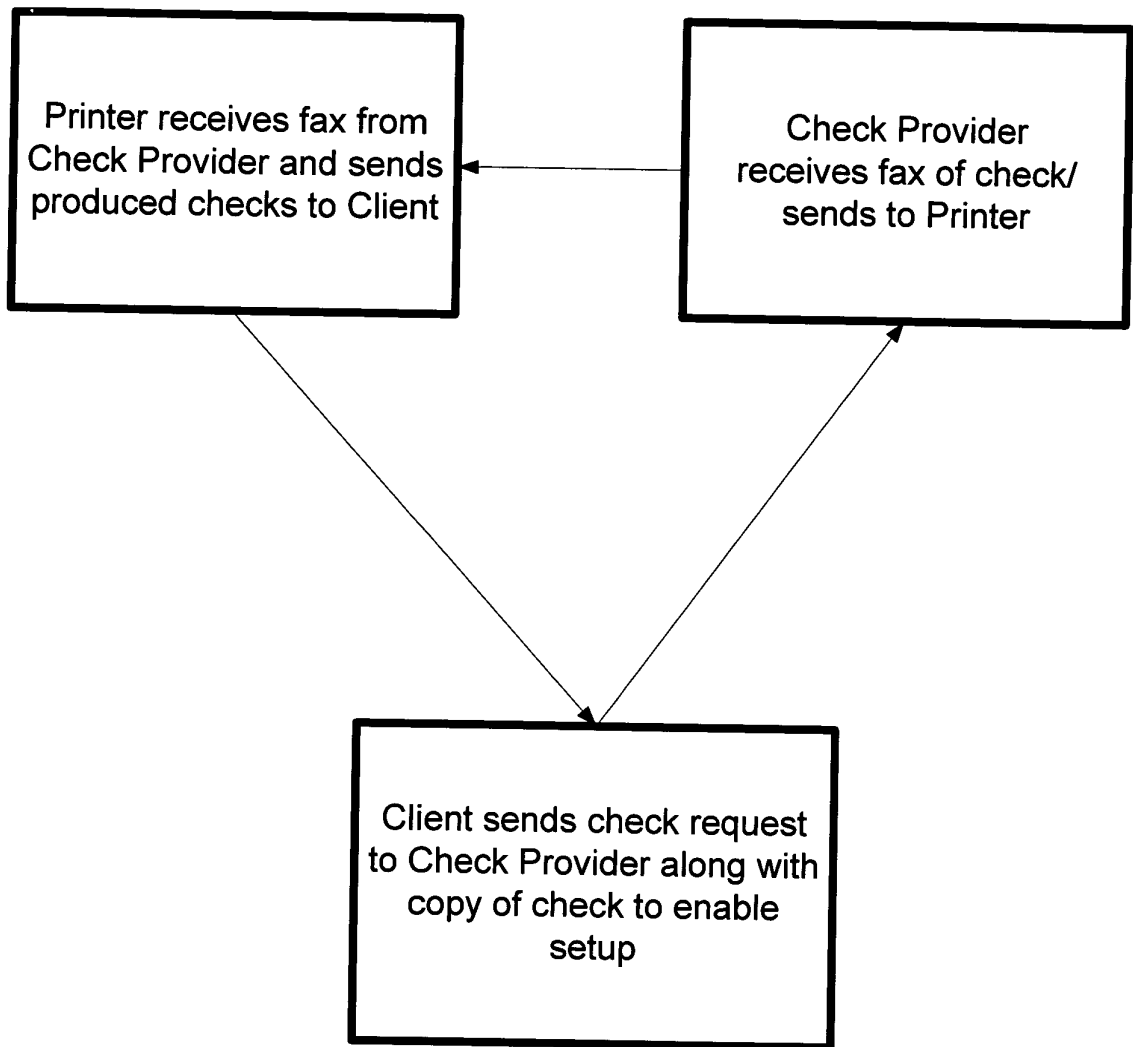 Printer receives fax from
Check Provider and sends
produced checks to Client
Check Provider
receives fax of check/
sends to Printer
Client sends check request
to Check Provider along with
copy of check to enable
setup